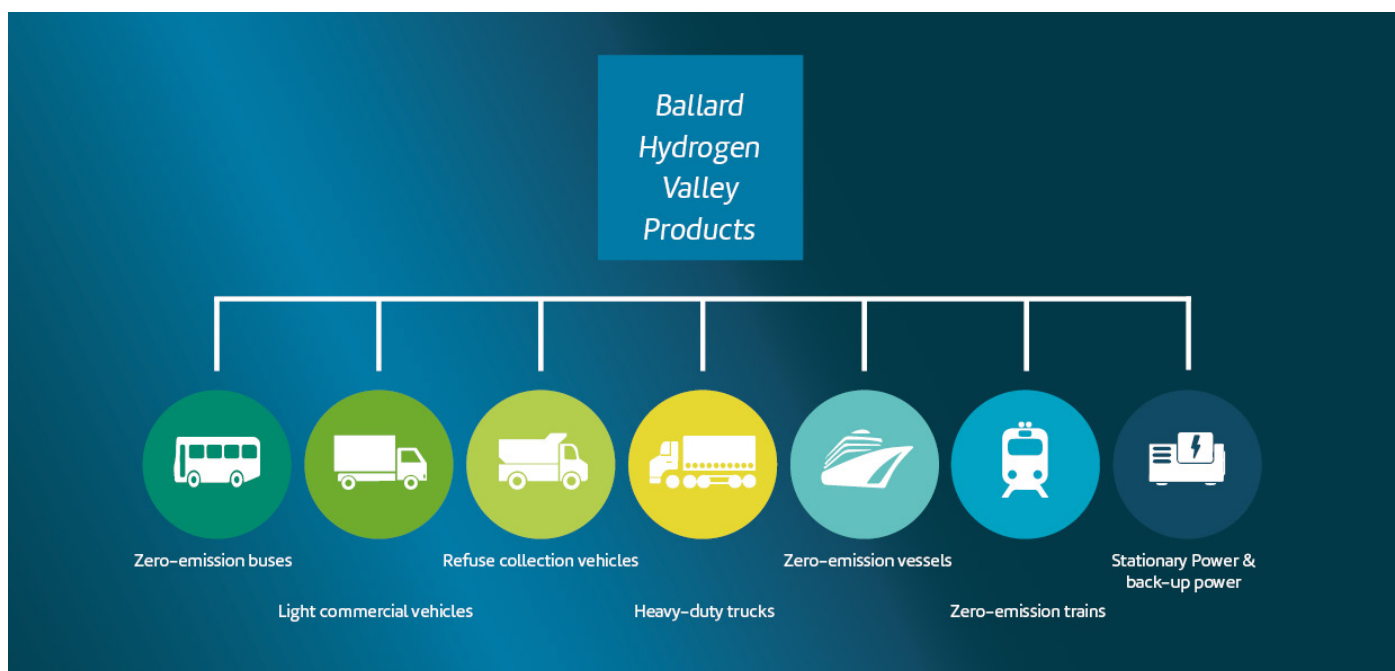 Ballard
Hydrogen
Valley
Products
Zero-emission buses
Light commercial vehicles
Refuse collection vehicles
Heavy-duty trucks
Zero-emission vessels
Zero-emission trains
Stationary Power &
back-up power